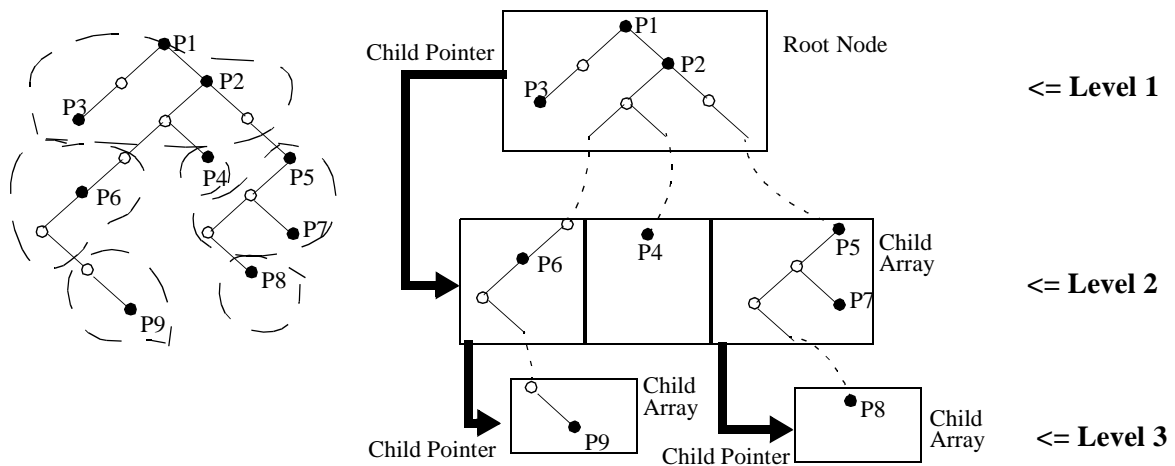 P1
P2
P3
P4
P5
P6
P7
P8
P9
Child Pointer
P1
P2
P3
Root Node
<= Level 1
P6
P4
P5
P7
Child
Array
<= Level 2
Child
Array
P9
Child Pointer
P8
Child
Array
Child Pointer
<= Level 3